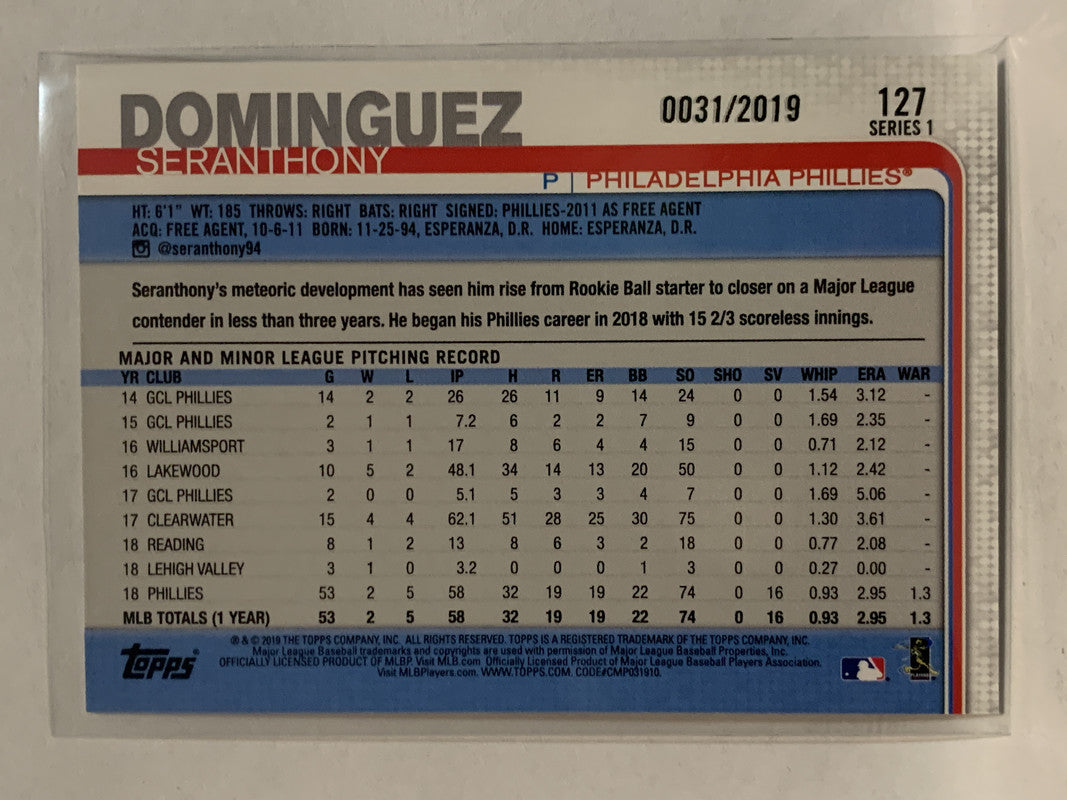 DOMINGUEZ 0031/2019 127
SERIES 1
SERANTHONY
P | PHILADELPHIA PHILLIES®
HT: 6'1" WT: 185 THROWS: RIGHT BATS: RIGHT SIGNED: PHILLIES-2011 AS FREE AGENT
ACQ: FREE AGENT, 10-6-11 BORN: 11-25-94, ESPERANZA, D.R. HOME: ESPERANZA, D.R.
@seranthony94
Seranthony's meteoric development has seen him rise from Rookie Ball starter to closer on a Major League
contender in less than three years. He began his Phillies career in 2018 with 15 2/3 scoreless innings.
MAJOR AND MINOR LEAGUE PITCHING RECORD
YR CLUB G W L IP H R ER BB SO SHO SV WHIP ERA WAR
14 GCL PHILLIES 14 2 2 26 26 11 9 14 24 0 0 1.54 3.12 -
15 GCL PHILLIES 2 1 1 7.2 6 2 2 7 9 0 0 1.69 2.35 -
16 WILLIAMSPORT 3 1 1 17 8 6 4 4 15 0 0 0.71 2.12 -
16 LAKEWOOD 10 5 2 48.1 34 14 13 20 50 0 0 1.12 2.42 -
17 GCL PHILLIES 2 0 0 5.1 5 3 3 4 7 0 0 1.69 5.06 -
17 CLEARWATER 15 4 4 62.1 51 28 25 30 75 0 0 1.30 3.61 -
18 READING 8 1 2 13 8 6 3 2 18 0 0 0.77 2.08 -
18 LEHIGH VALLEY 3 1 0 3.2 0 0 0 1 3 0 0 0.27 0.00 -
18 PHILLIES 53 2 5 58 32 19 19 22 74 0 16 0.93 2.95 1.3
MLB TOTALS (1 YEAR) 53 2 5 58 32 19 19 22 74 0 16 0.93 2.95 1.3
® & © 2019 THE TOPPS COMPANY, INC. ALL RIGHTS RESERVED. TOPPS IS A REGISTERED TRADEMARK OF THE TOPPS COMPANY, INC.
Major League Baseball trademarks and copyrights are used with permission of Major League Baseball Properties, Inc.
OFFICIALLY LICENSED PRODUCT OF MLBP. Visit MLB.com. Officially Licensed Product of Major League Baseball Players Association.
Visit MLBPlayers.com. WWW.TOPPS.COM. CODE#CMP031910.
Topps®